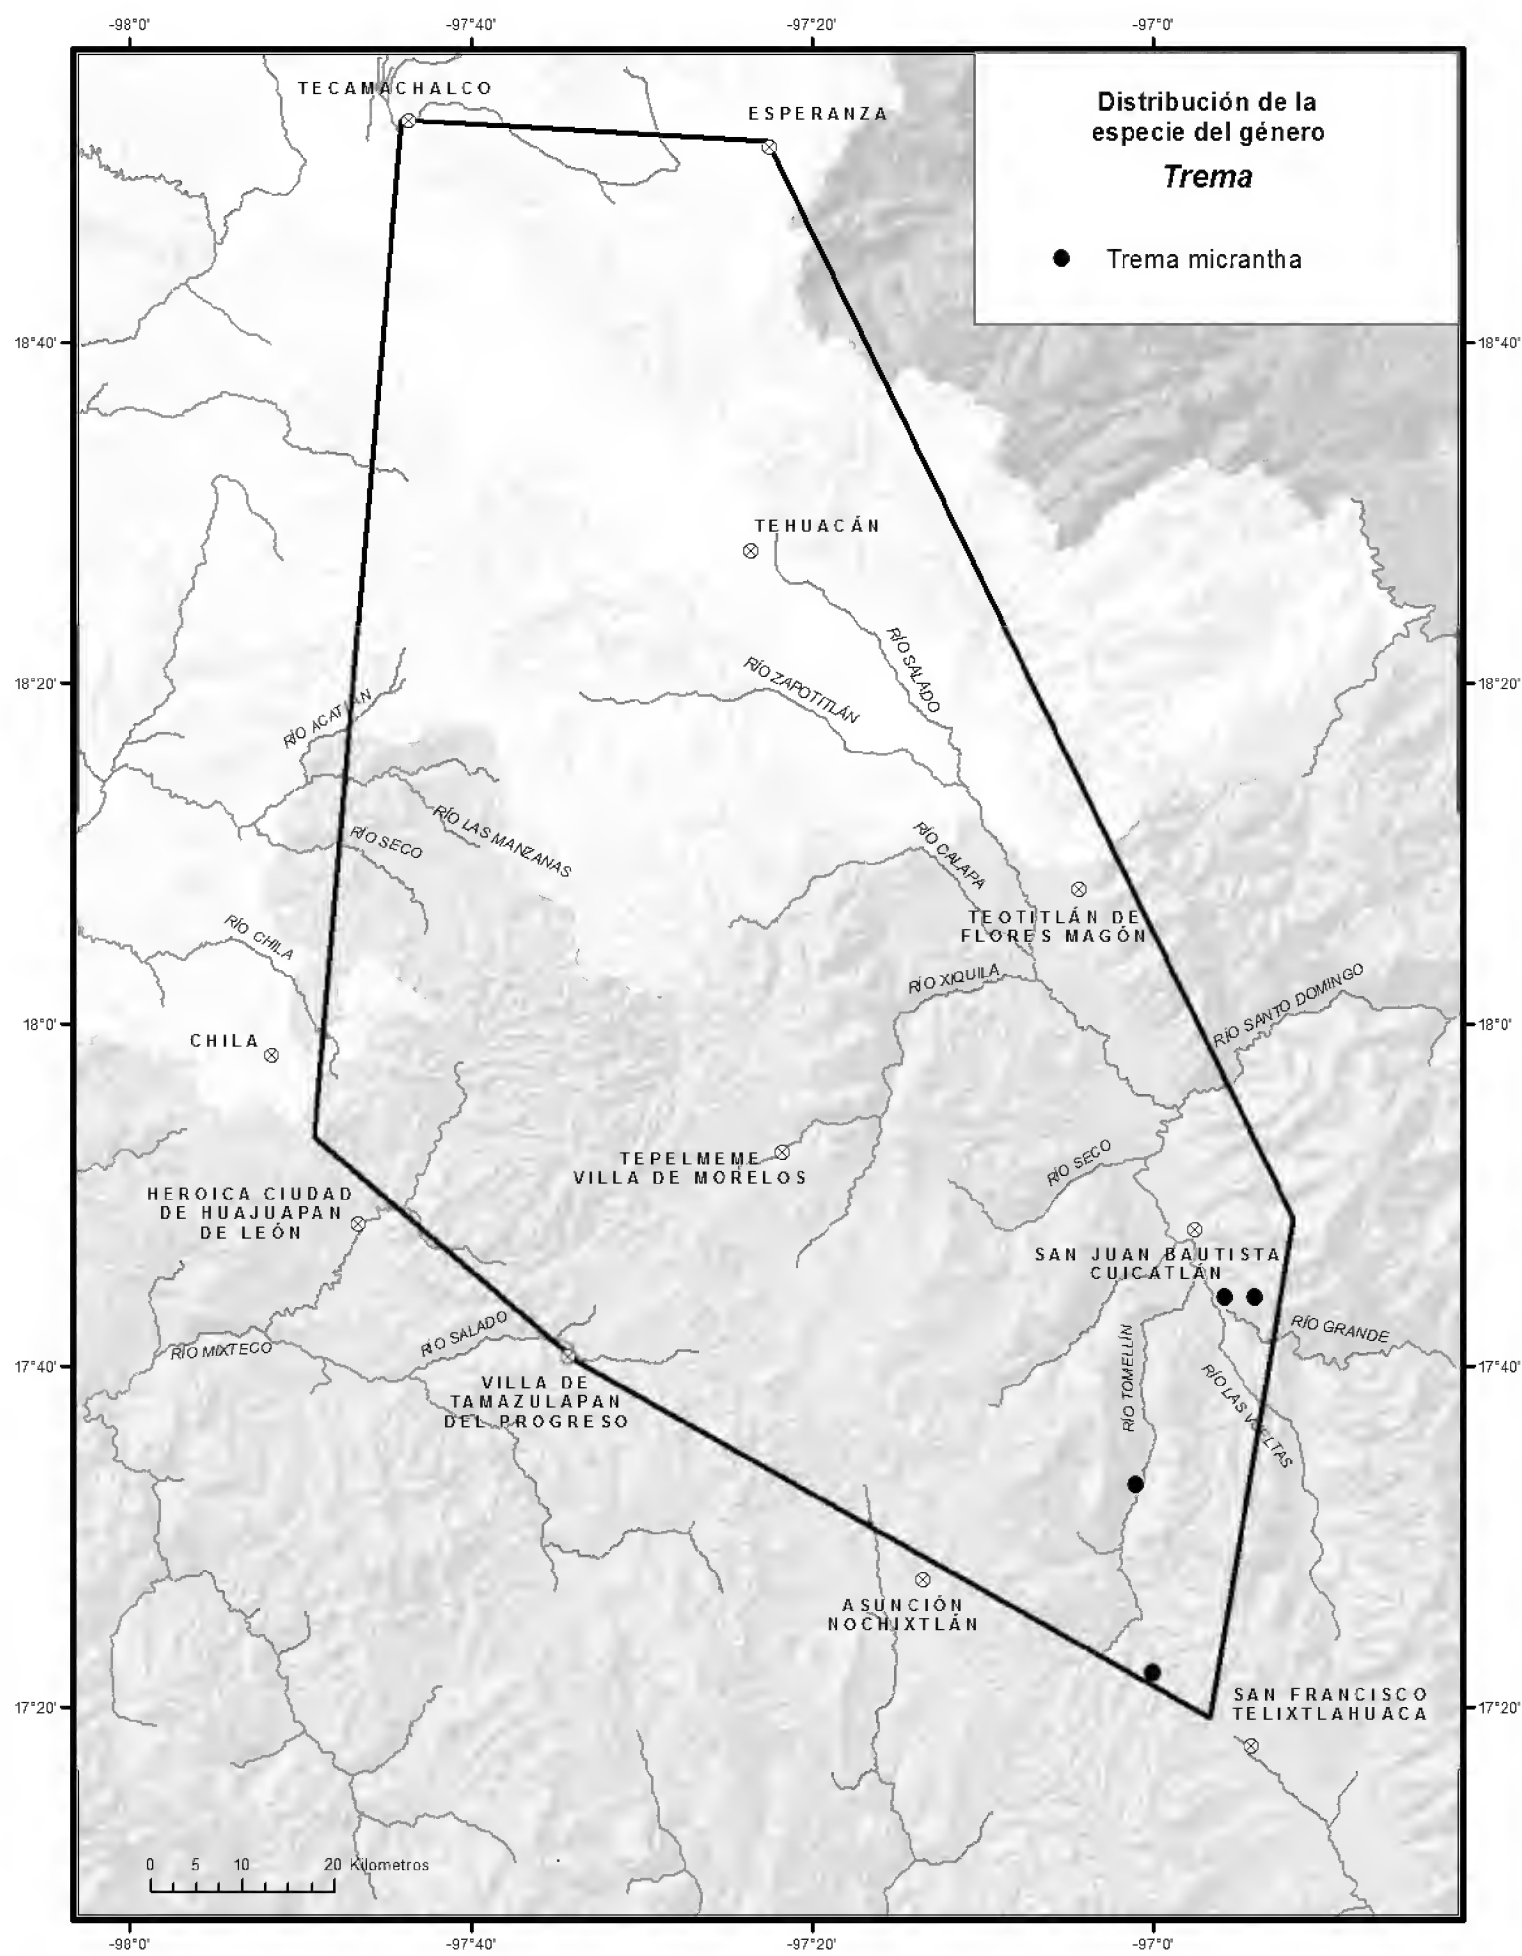 -98°0'
-97°40'
-97°20'
-97°0'
TECAMACHALCO
ESPERANZA
Distribución de la
especie del género
Trema
Trema micrantha
18°40'
18°40'
TEHUACÁN
RÍO SALADO
RÍO ZAPOTITLÁN
18°20'
18°20'
RÍO ACATLÁN
RÍO LAS MANZANAS
RÍO SECO
RÍO CALAPA
TEOTITLÁN DE
FLORES MAGÓN
RÍO CHILA
RÍO XIQUILA
RÍO SANTO DOMINGO
18°0'
18°0'
CHILA
TEPELMEME
VILLA DE MORELOS
RÍO SECO
HEROICA CIUDAD
DE HUAJUAPAN
DE LEÓN
SAN JUAN BAUTISTA
CUICATLÁN
RÍO GRANDE
RÍO SALADO
RÍO MIXTECO
17°40'
17°40'
VILLA DE
TAMAZULAPAN
DEL PROGRESO
RÍO TOMELLÍN
RÍO LAS VUELTAS
ASUNCIÓN
NOCHIXTLÁN
SAN FRANCISCO
TELIXTLAHUACA
17°20'
17°20'
0 5 10 20 Kilometros
-98°0'
-97°40'
-97°20'
-97°0'